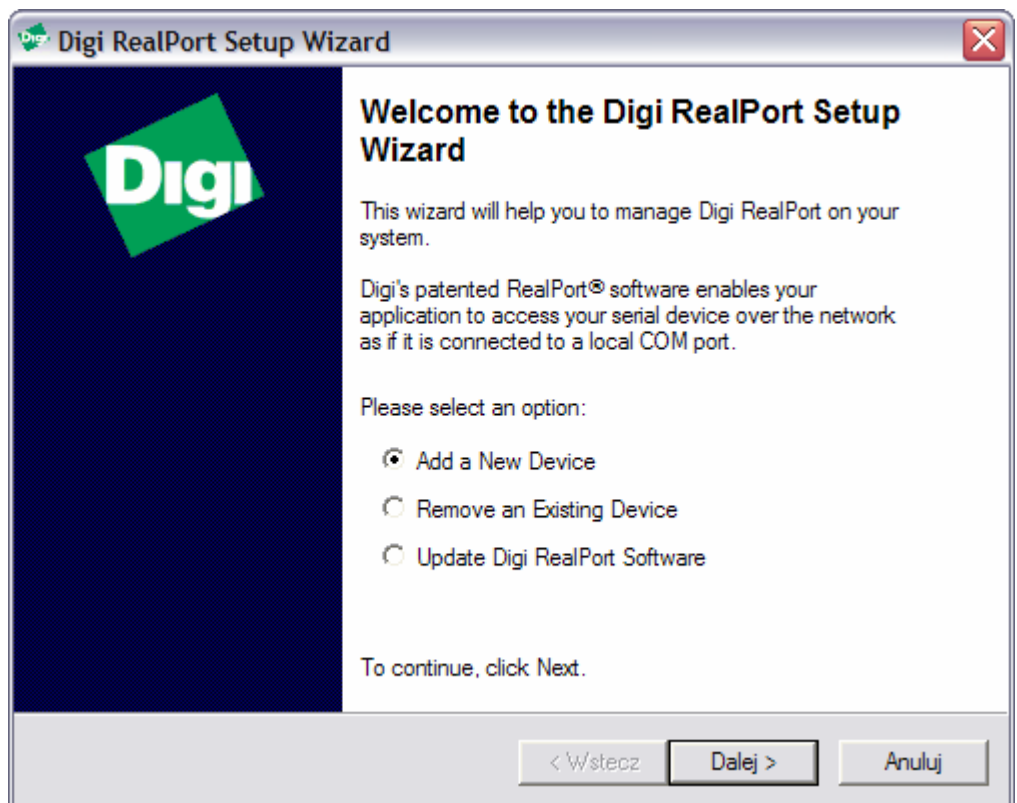 Digi RealPort Setup Wizard
Digi
Welcome to the Digi RealPort Setup
Wizard
This wizard will help you to manage Digi RealPort on your
system.
Digi's patented RealPort® software enables your
application to access your serial device over the network
as if it is connected to a local COM port.
Please select an option:
Add a New Device
Remove an Existing Device
Update Digi RealPort Software
To continue, click Next.
< Wstecz
Dalej >
Anuluj